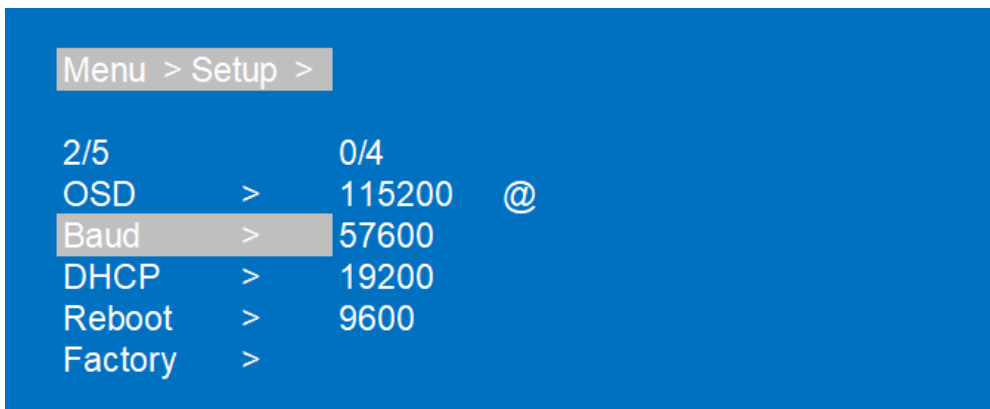 Menu > Setup >
2/5 0/4
OSD > 115200 @
Baud > 57600
DHCP > 19200
Reboot > 9600
Factory >